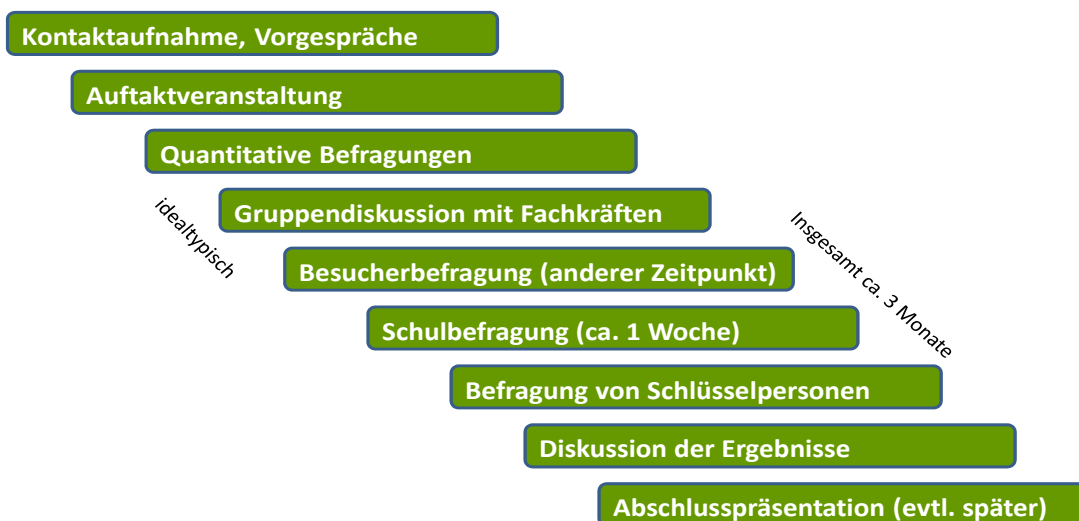 Kontaktaufnahme, Vorgespräche
Auftaktveranstaltung
Quantitative Befragungen
Gruppendiskussion mit Fachkräften
idealtypisch
Besucherbefragung (anderer Zeitpunkt)
Insgesamt ca. 3 Monate
Schulbefragung (ca. 1 Woche)
Befragung von Schlüsselpersonen
Diskussion der Ergebnisse
Abschlusspräsentation (evtl. später)